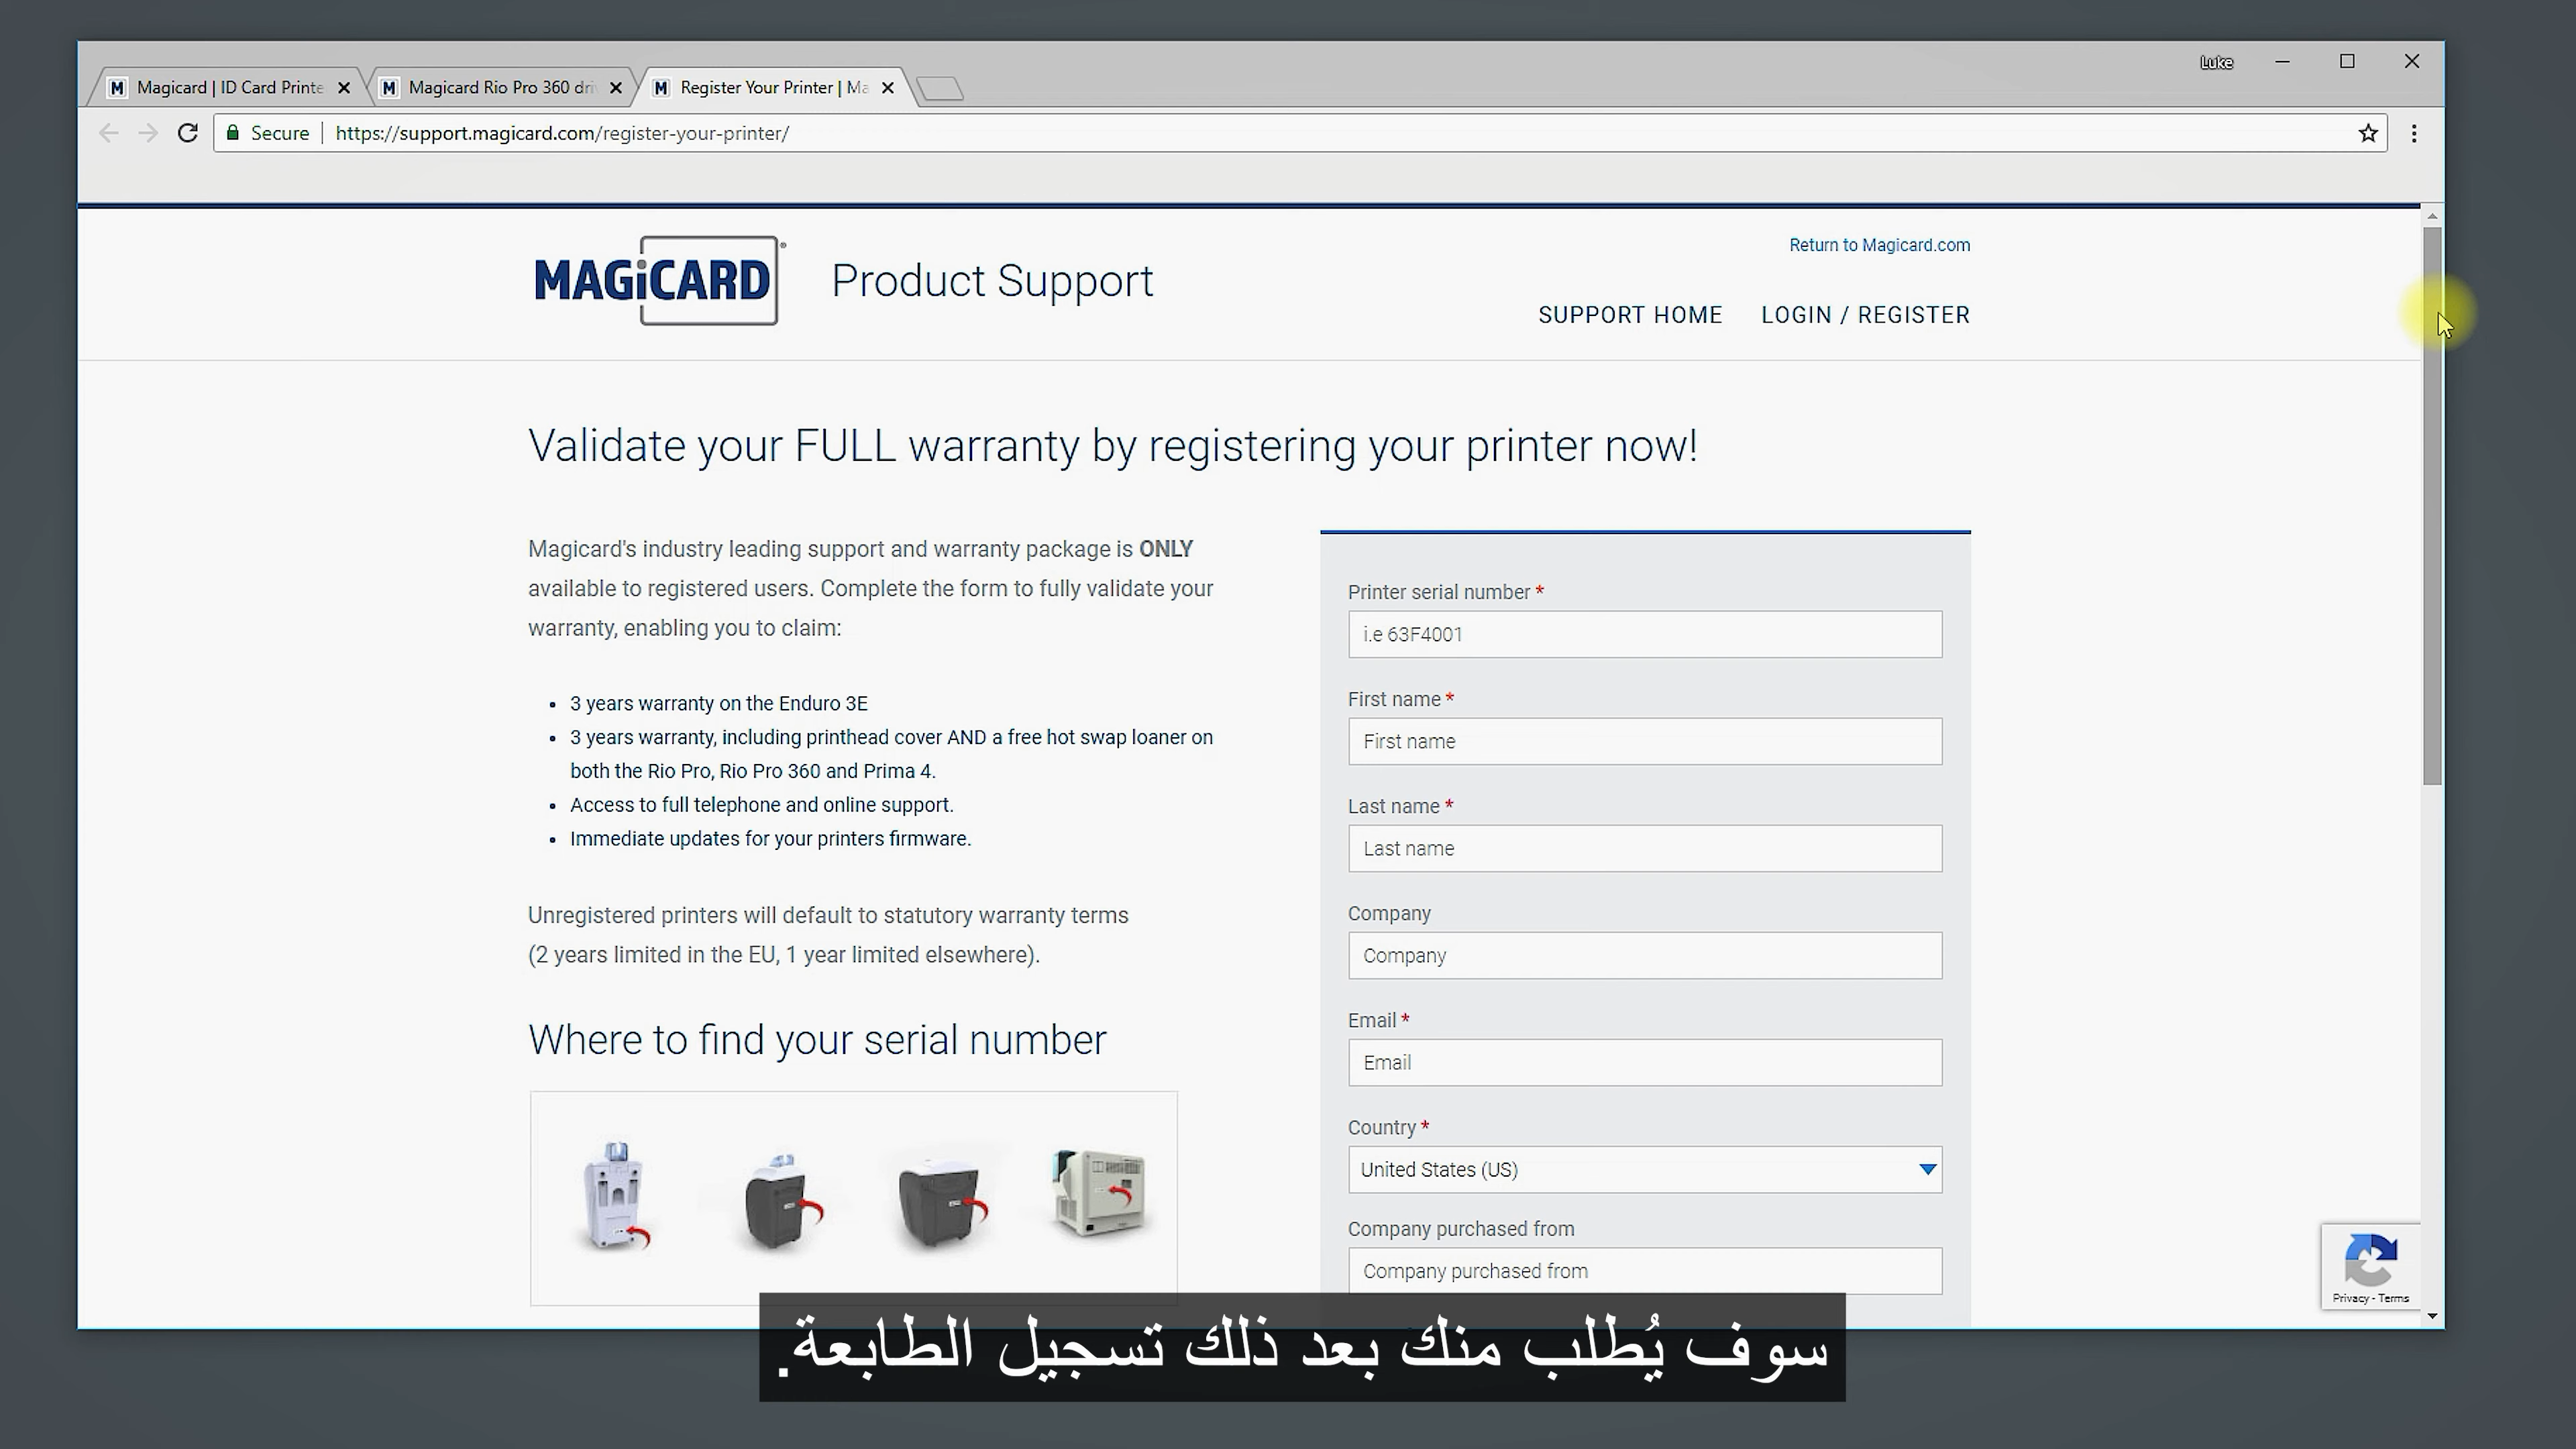 Luke
Magicard | ID Card Printe
Magicard Rio Pro 360 dri
Register Your Printer | Ma
Secure
https://support.magicard.com/register-your-printer/
MAGiCARD®
Product Support
Return to Magicard.com
SUPPORT HOME
LOGIN / REGISTER
Validate your FULL warranty by registering your printer now!
Magicard's industry leading support and warranty package is ONLY
available to registered users. Complete the form to fully validate your
warranty, enabling you to claim:
• 3 years warranty on the Enduro 3E
• 3 years warranty, including printhead cover AND a free hot swap loaner on
both the Rio Pro, Rio Pro 360 and Prima 4.
• Access to full telephone and online support.
• Immediate updates for your printers firmware.
Unregistered printers will default to statutory warranty terms
(2 years limited in the EU, 1 year limited elsewhere).
Where to find your serial number
Printer serial number *
i.e 63F4001
First name *
First name
Last name *
Last name
Company
Company
Email *
Email
Country *
United States (US)
Company purchased from
Company purchased from
Privacy - Terms
سوف يُطلب منك بعد ذلك تسجيل الطابعة.